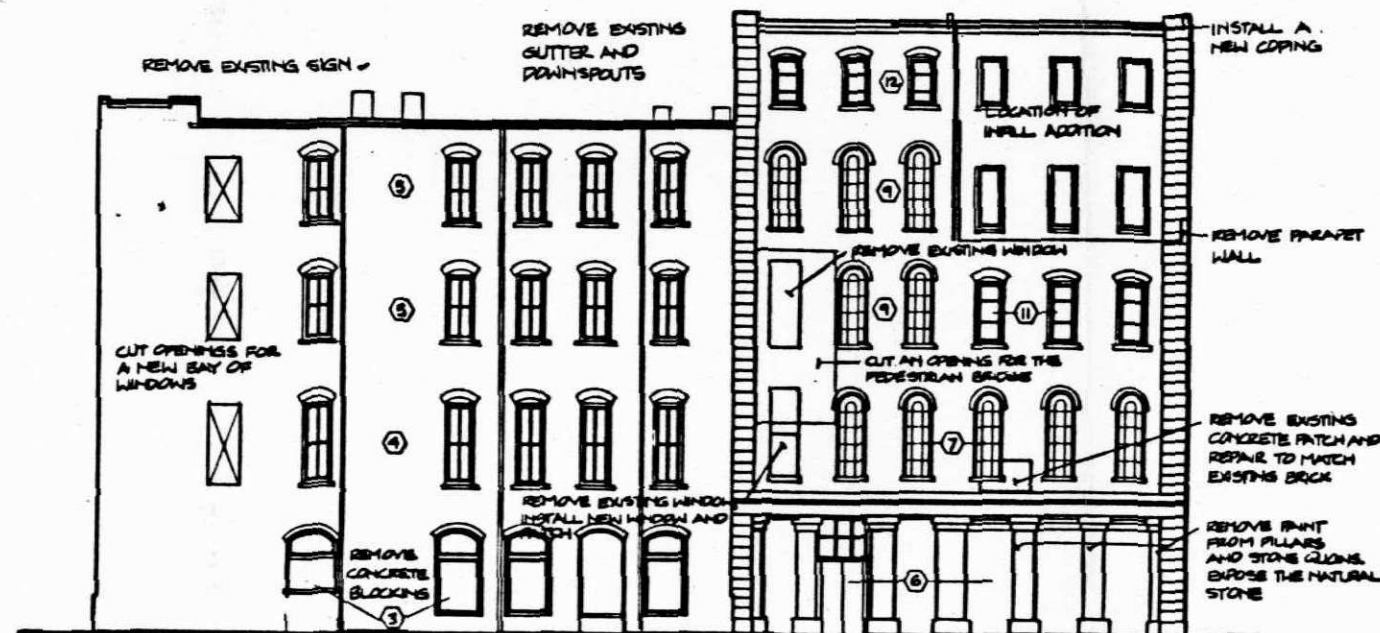 REMOVE EXISTING SIGN
REMOVE EXISTING
GUTTER AND
DOWNSPOUTS
INSTALL A
NEW COPING
12
LOCATION OF
INFILL ADDITION
5
9
REMOVE PARAPET
WALL
REMOVE EXISTING WINDOW
5
9
11
CUT OPENINGS FOR
A NEW BAY OF
WINDOWS
CUT AN OPENING FOR THE
PEDESTRIAN BRIDGE
4
7
REMOVE EXISTING
CONCRETE PATCH AND
REPAIR TO MATCH
EXISTING BRICK
REMOVE EXISTING WINDOW
INSTALL NEW WINDOW AND
PATCH
REMOVE
CONCRETE
BLOCKING
3
6
REMOVE PAINT
FROM PILLARS
AND STONE QUOINS.
EXPOSE THE NATURAL
STONE